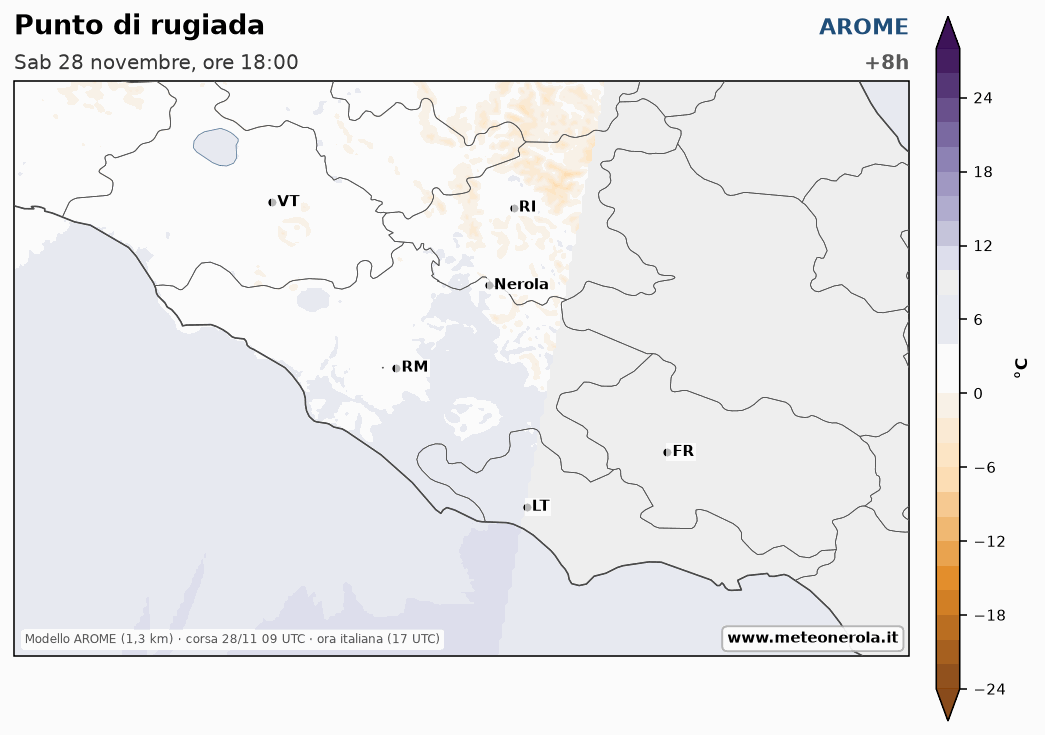 Punto di rugiada
AROME
Sab 28 novembre, ore 18:00
+8h
VT
RI
Nerola
RM
FR
LT
Modello AROME (1,3 km) · corsa 28/11 09 UTC · ora italiana (17 UTC)
www.meteonerola.it
24
18
12
6
0
−6
−12
−18
−24
°C